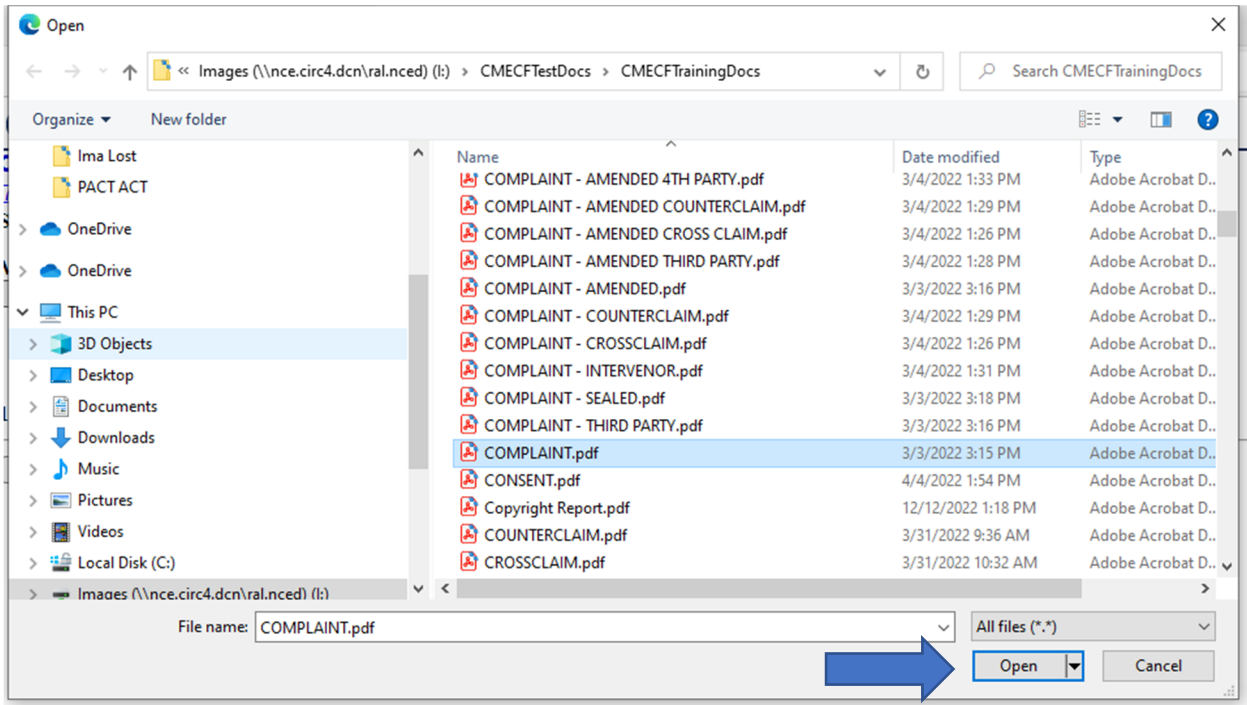 Open
« Images (\\nce.circ4.dcn\ral.nced) (I:) > CMECFTestDocs > CMECFTrainingDocs
Search CMECFTrainingDocs
Organize
New folder
?
Ima Lost
PACT ACT
OneDrive
OneDrive
This PC
3D Objects
Desktop
Documents
Downloads
Music
Pictures
Videos
Local Disk (C:)
Images (\\nce.circ4.dcn\ral.nced) (I:)
Name Date modified Type
COMPLAINT - AMENDED 4TH PARTY.pdf 3/4/2022 1:33 PM Adobe Acrobat D..
COMPLAINT - AMENDED COUNTERCLAIM.pdf 3/4/2022 1:29 PM Adobe Acrobat D..
COMPLAINT - AMENDED CROSS CLAIM.pdf 3/4/2022 1:26 PM Adobe Acrobat D..
COMPLAINT - AMENDED THIRD PARTY.pdf 3/4/2022 1:28 PM Adobe Acrobat D..
COMPLAINT - AMENDED.pdf 3/3/2022 3:16 PM Adobe Acrobat D..
COMPLAINT - COUNTERCLAIM.pdf 3/4/2022 1:29 PM Adobe Acrobat D..
COMPLAINT - CROSSCLAIM.pdf 3/4/2022 1:26 PM Adobe Acrobat D..
COMPLAINT - INTERVENOR.pdf 3/4/2022 1:31 PM Adobe Acrobat D..
COMPLAINT - SEALED.pdf 3/3/2022 3:18 PM Adobe Acrobat D..
COMPLAINT - THIRD PARTY.pdf 3/3/2022 3:16 PM Adobe Acrobat D..
COMPLAINT.pdf 3/3/2022 3:15 PM Adobe Acrobat D..
CONSENT.pdf 4/4/2022 1:54 PM Adobe Acrobat D..
Copyright Report.pdf 12/12/2022 1:18 PM Adobe Acrobat D..
COUNTERCLAIM.pdf 3/31/2022 9:36 AM Adobe Acrobat D..
CROSSCLAIM.pdf 3/31/2022 10:32 AM Adobe Acrobat D..
File name: COMPLAINT.pdf
All files (*.*)
Open
Cancel